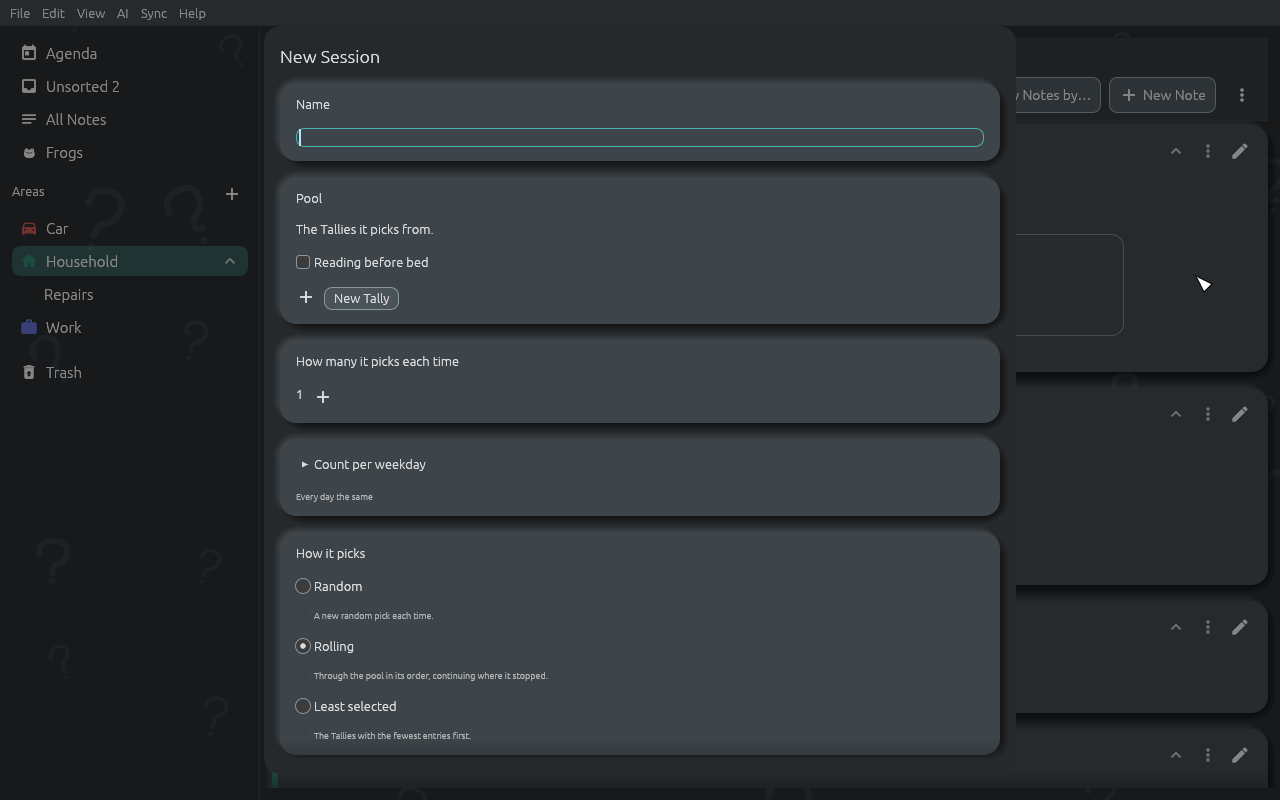 File Edit View AI Sync Help
Agenda
Unsorted 2
All Notes
Frogs
Areas
Car
Household
Repairs
Work
Trash
New Session
Name
Pool
The Tallies it picks from.
Reading before bed
New Tally
How many it picks each time
1
Count per weekday
Every day the same
How it picks
Random
A new random pick each time.
Rolling
Through the pool in its order, continuing where it stopped.
Least selected
The Tallies with the fewest entries first.
Notes by…
New Note